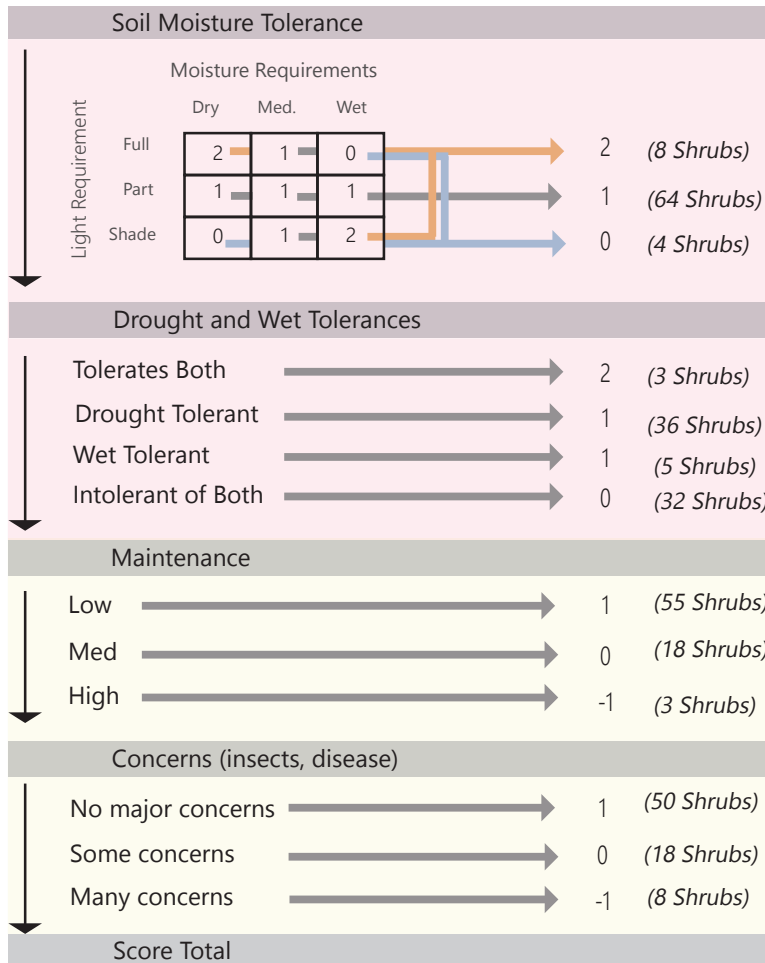 Soil Moisture Tolerance
Moisture Requirements
Dry Med. Wet
Light Requirement
Full 2 1 0 2 (8 Shrubs)
Part 1 1 1 1 (64 Shrubs)
Shade 0 1 2 0 (4 Shrubs)
Drought and Wet Tolerances
Tolerates Both 2 (3 Shrubs)
Drought Tolerant 1 (36 Shrubs)
Wet Tolerant 1 (5 Shrubs)
Intolerant of Both 0 (32 Shrubs)
Maintenance
Low 1 (55 Shrubs)
Med 0 (18 Shrubs)
High -1 (3 Shrubs)
Concerns (insects, disease)
No major concerns 1 (50 Shrubs)
Some concerns 0 (18 Shrubs)
Many concerns -1 (8 Shrubs)
Score Total